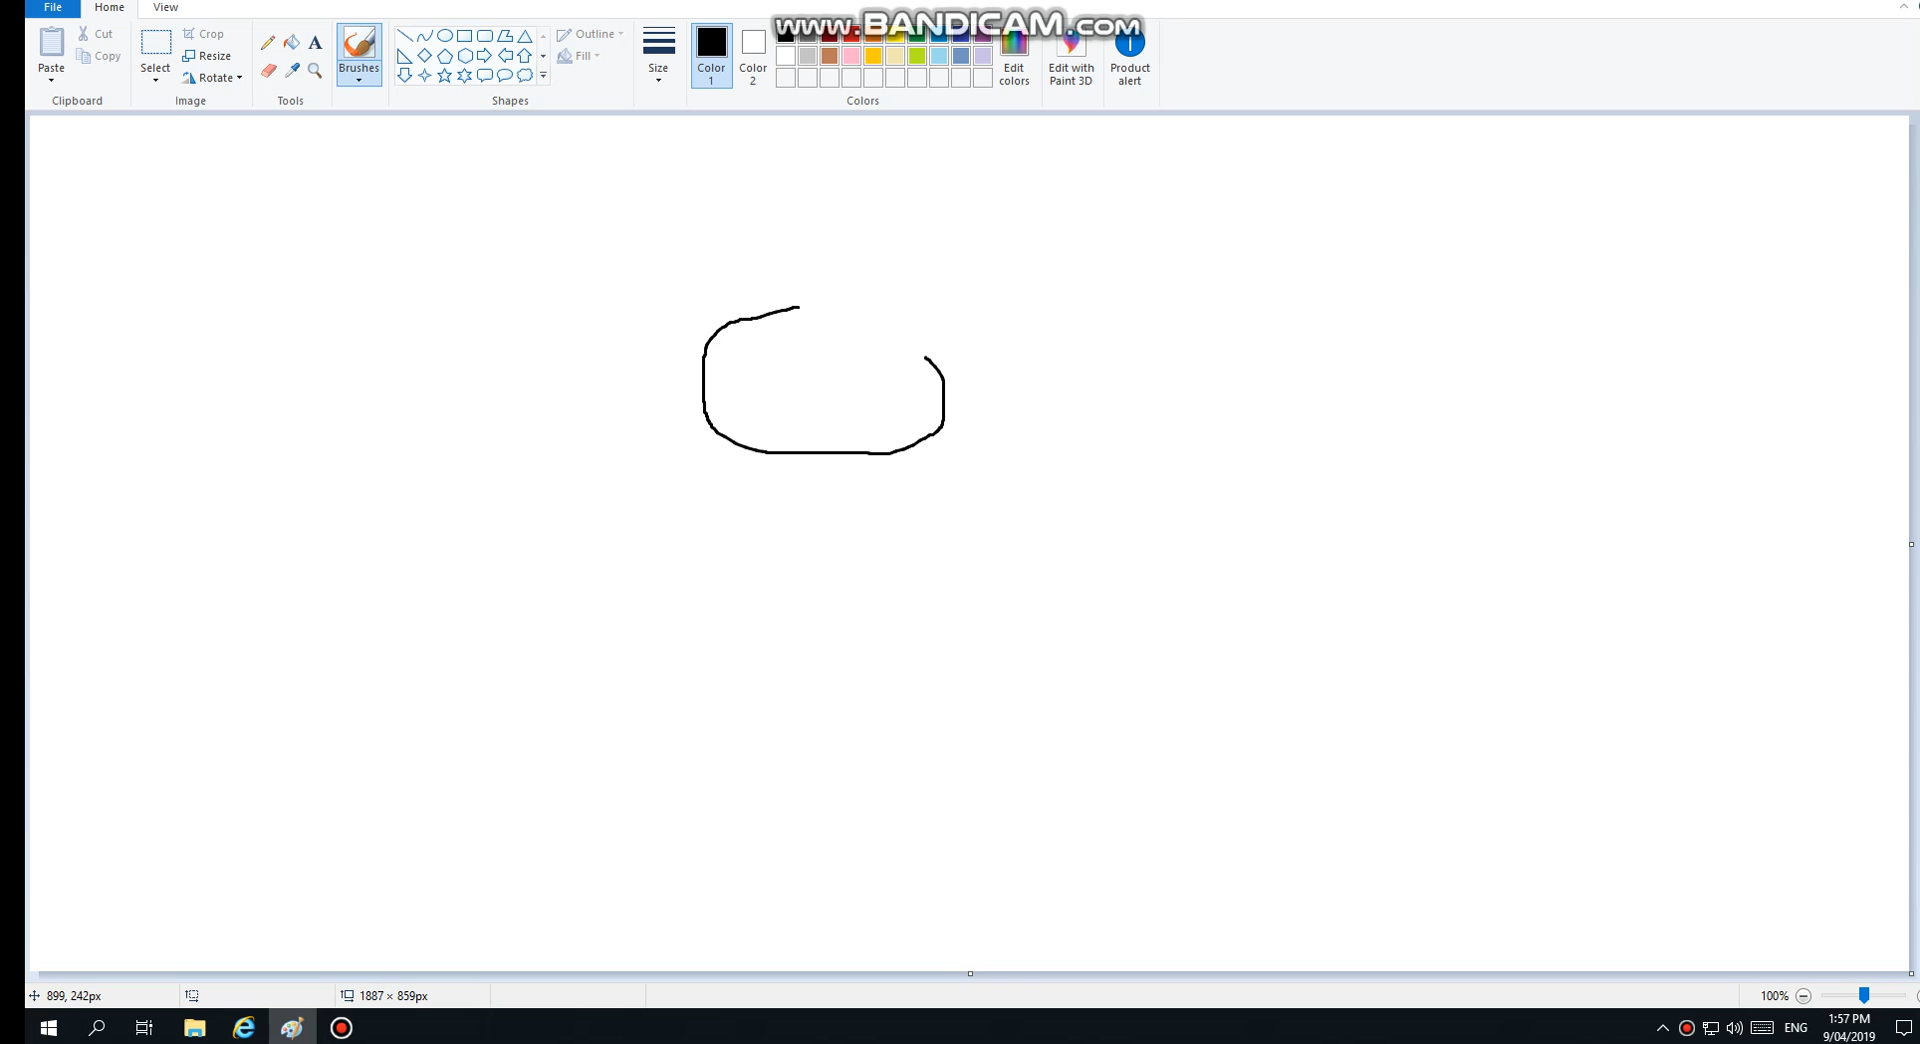 File Home View
www.BANDICAM.com
Paste
Cut
Copy
Clipboard
Select
Crop
Resize
Rotate
Image
A
Tools
Brushes
Outline
Fill
Shapes
Size
Color
1
Color
2
Edit
colors
Colors
Edit with
Paint 3D
Product
alert
899, 242px
1887 × 859px
100%
ENG
1:57 PM
9/04/2019